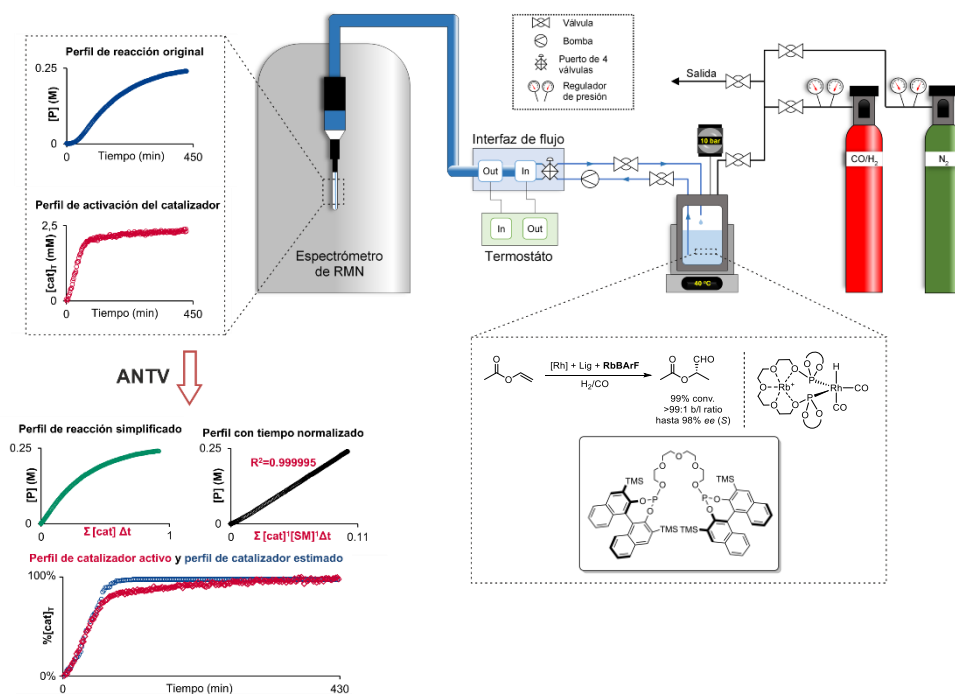 Perfil de reacción original
0.25
[P] (M)
0
0
450
Tiempo (min)
Perfil de activación del catalizador
2,5
[cat]T (mM)
0
0
450
Tiempo (min)
Espectrómetro
de RMN
Válvula
Bomba
Puerto de 4
válvulas
Regulador
de presión
Interfaz de flujo
Out
In
In
Out
Termostáto
Salida
10 bar
40 °C
CO/H2
N2
ANTV
Perfil de reacción simplificado
0.25
[P] (M)
0
0
1
Σ [cat] Δt
Perfil con tiempo normalizado
0.25
R²=0.999995
[P] (M)
0
0
0.11
Σ [cat]¹[SM]¹Δt
Perfil de catalizador activo y perfil de catalizador estimado
100%
%[cat]T
0%
0
430
Tiempo (min)
O
O
[Rh] + Lig + RbBArF
H2/CO
O
O
CHO
99% conv.
>99:1 b/l ratio
hasta 98% ee (S)
O
O
O
O
O
Rb+
O
O
P
P
O
O
H
Rh
CO
CO
O
O
O
O
O
TMS
O
O
P
O
P
O
O
O
TMS
TMS
TMS